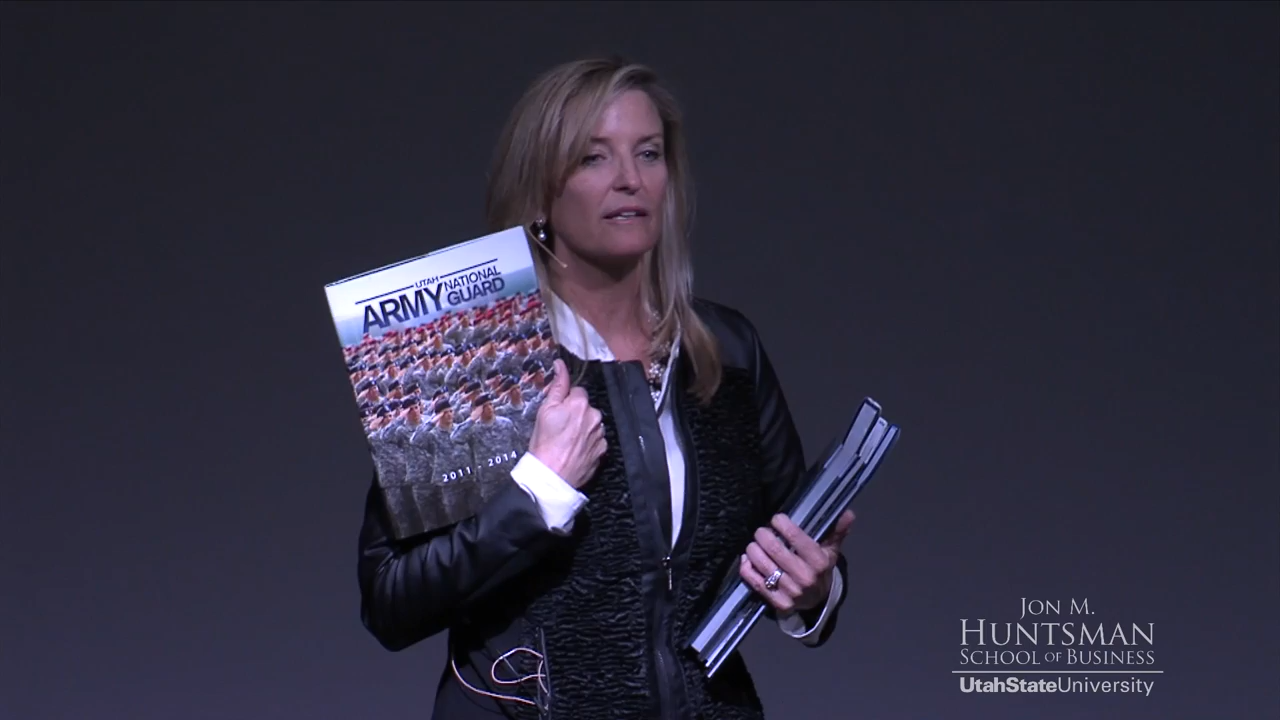 UTAH
ARMY NATIONAL
GUARD
2011 - 2014
JON M.
HUNTSMAN
SCHOOL OF BUSINESS
UtahStateUniversity